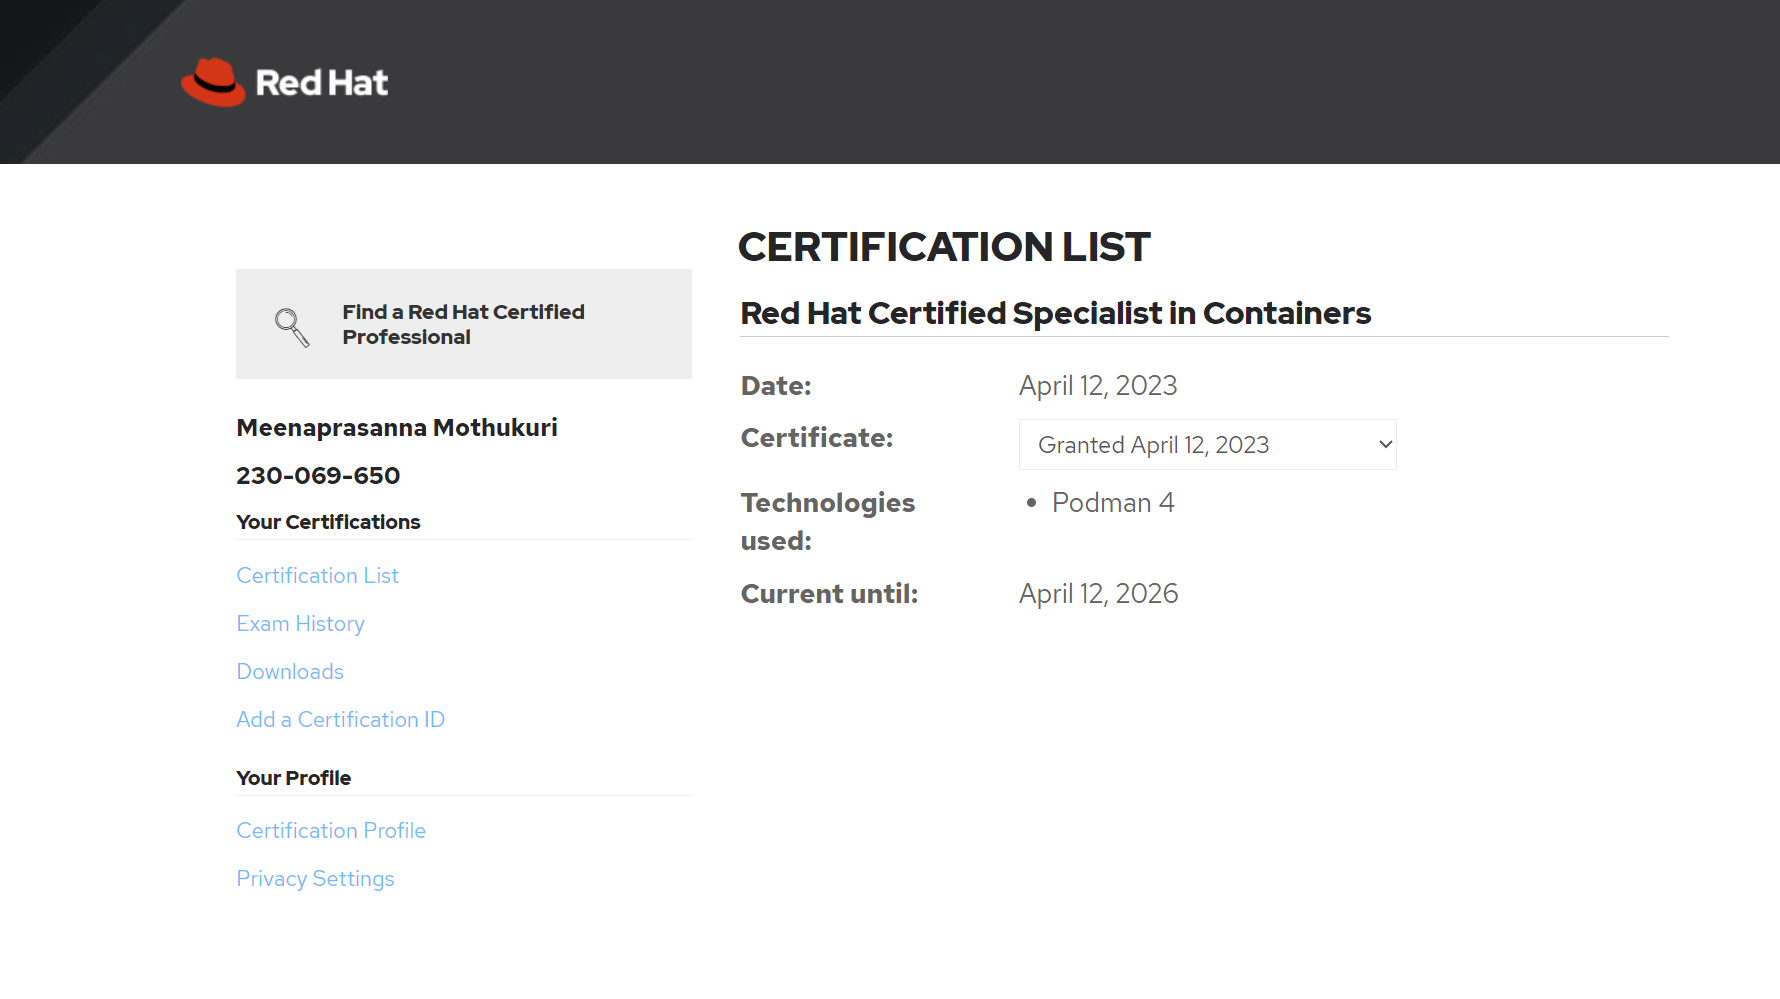 Red Hat
Find a Red Hat Certified
Professional
Meenaprasanna Mothukuri
230-069-650
Your Certifications
Certification List
Exam History
Downloads
Add a Certification ID
Your Profile
Certification Profile
Privacy Settings
CERTIFICATION LIST
Red Hat Certified Specialist in Containers
Date: April 12, 2023
Certificate: Granted April 12, 2023
Technologies used: • Podman 4
Current until: April 12, 2026